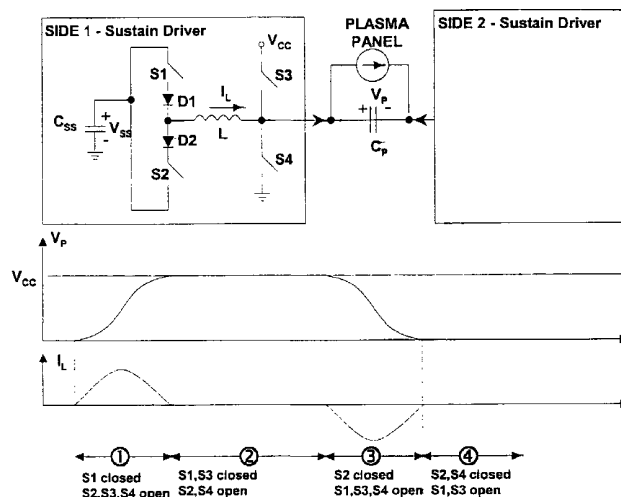 SIDE 1 - Sustain Driver
VCC
PLASMA
PANEL
SIDE 2 - Sustain Driver
S1
S3
D1
IL
VP
+
-
CSS
+
VSS
-
L
D2
CP
S4
S2
VP
VCC
IL
① ② ③ ④
S1 closed
S2,S3,S4 open
S1,S3 closed
S2,S4 open
S2 closed
S1,S3,S4 open
S2,S4 closed
S1,S3 open